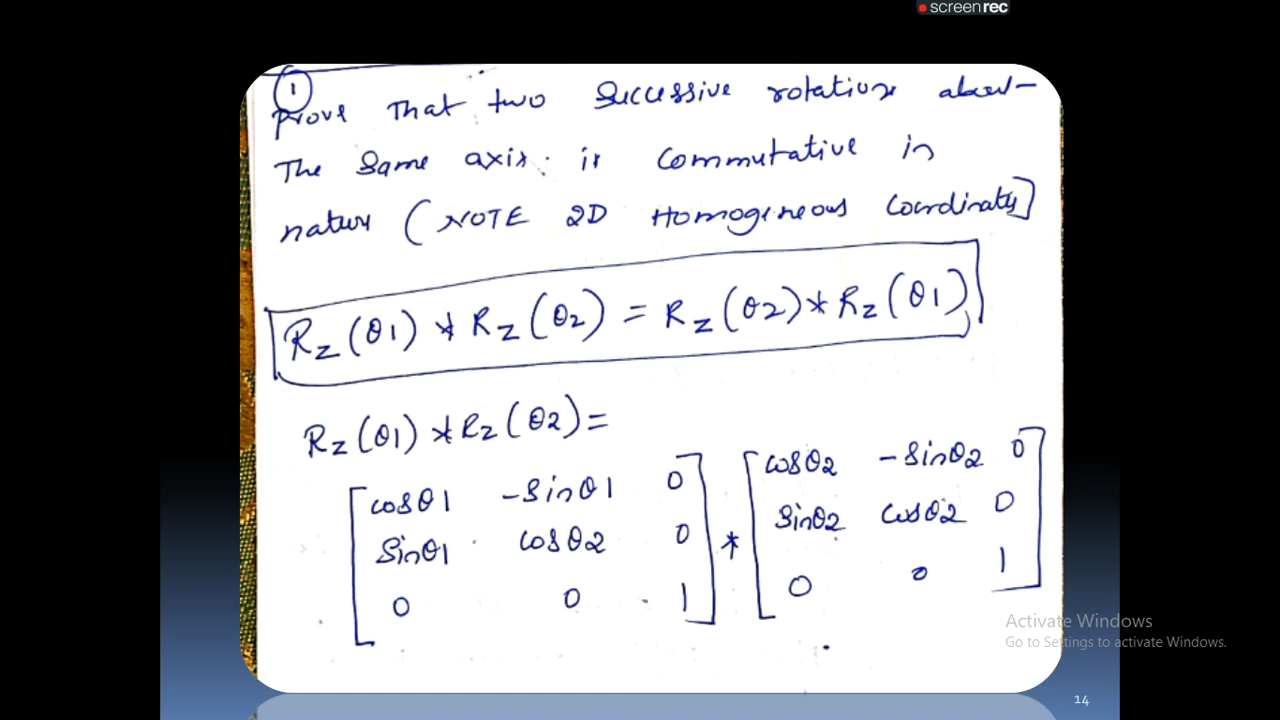 screenrec
1
Prove that two successive rotations about
The same axis is commutative in
nature (NOTE 2D Homogeneous Coordinates]
Rz(θ1) * Rz(θ2) = Rz(θ2) * Rz(θ1)
Rz(θ1) * Rz(θ2) =
[cosθ1 -sinθ1 0] [cosθ2 -sinθ2 0]
[sinθ1 cosθ2 0] * [sinθ2 cosθ2 0]
[0 0 1] [0 0 1]
Activate Windows
Go to Settings to activate Windows.
14